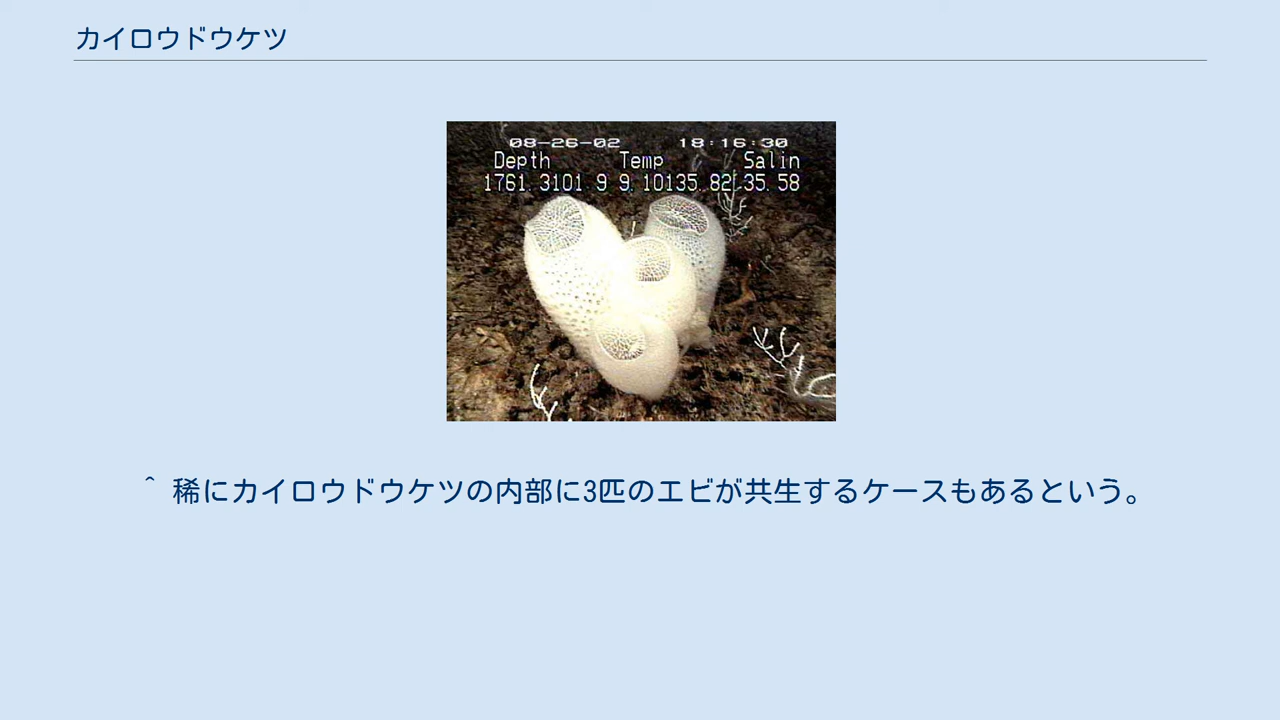 カイロウドウケツ
08-26-02 18:16:30
Depth Temp Salin
1761.3101.9 9.10135.82 35.58
^ 稀にカイロウドウケツの内部に3匹のエビが共生するケースもあるという。